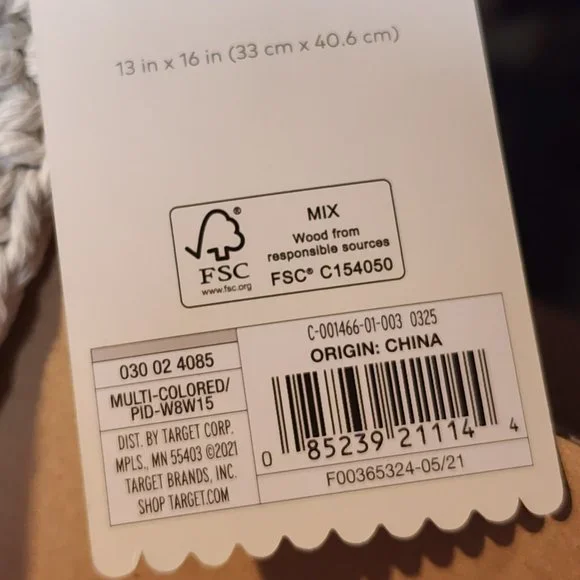 13 in x 16 in (33 cm x 40.6 cm)
FSC®
www.fsc.org
MIX
Wood from
responsible sources
FSC® C154050
030 02 4085
MULTI-COLORED/
PID-W8W15
DIST. BY TARGET CORP.
MPLS., MN 55403 ©2021
TARGET BRANDS, INC.
SHOP TARGET.COM
C-001466-01-003 0325
ORIGIN: CHINA
0 85239 21114 4
F00365324-05/21